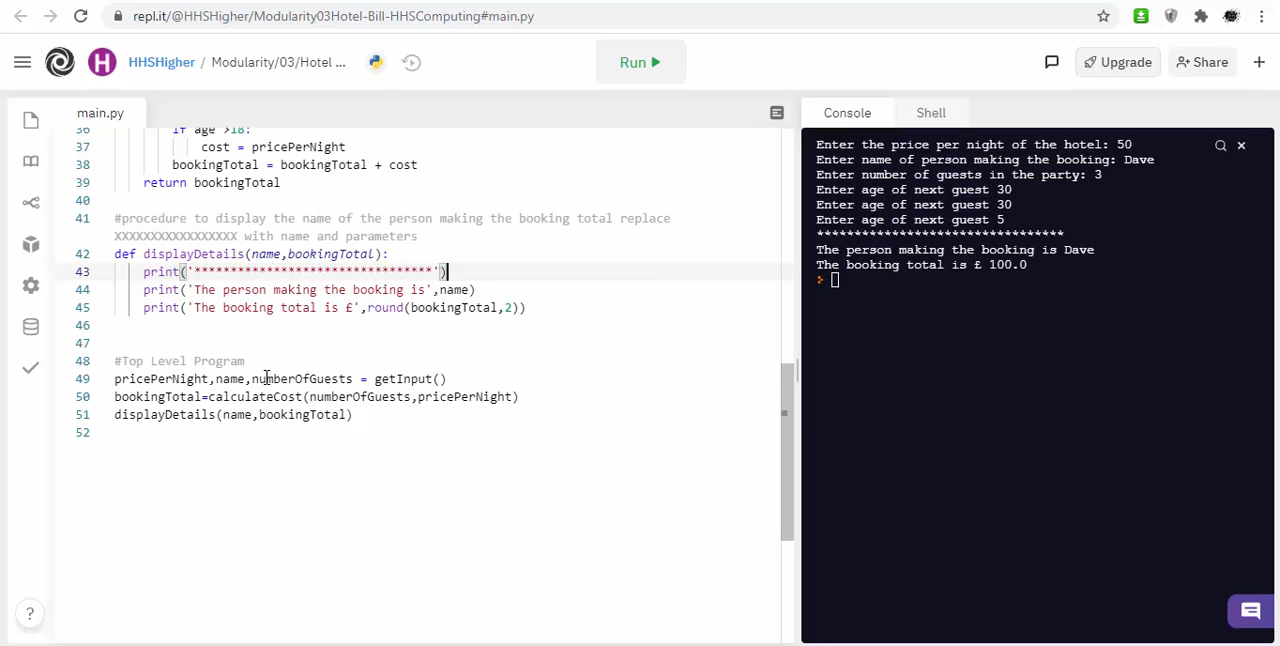 repl.it/@HHSHigher/Modularity03Hotel-Bill-HHSComputing#main.py
H HHSHigher / Modularity/03/Hotel ... Run Upgrade Share
main.py Console Shell
36 if age >18:
37 cost = pricePerNight
38 bookingTotal = bookingTotal + cost
39 return bookingTotal
40
41 #procedure to display the name of the person making the booking total replace
XXXXXXXXXXXXXXXXX with name and parameters
42 def displayDetails(name,bookingTotal):
43 print('*********************************')
44 print('The person making the booking is',name)
45 print('The booking total is £',round(bookingTotal,2))
46
47
48 #Top Level Program
49 pricePerNight,name,numberOfGuests = getInput()
50 bookingTotal=calculateCost(numberOfGuests,pricePerNight)
51 displayDetails(name,bookingTotal)
52
?
Enter the price per night of the hotel: 50
Enter name of person making the booking: Dave
Enter number of guests in the party: 3
Enter age of next guest 30
Enter age of next guest 30
Enter age of next guest 5
*********************************
The person making the booking is Dave
The booking total is £ 100.0